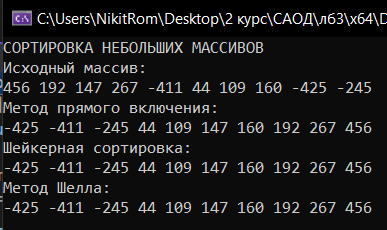 C:\Users\NikitRom\Desktop\2 курс\САОД\л63\x64\D
СОРТИРОВКА НЕБОЛЬШИХ МАССИВОВ
Исходный массив:
456 192 147 267 -411 44 109 160 -425 -245
Метод прямого включения:
-425 -411 -245 44 109 147 160 192 267 456
Шейкерная сортировка:
-425 -411 -245 44 109 147 160 192 267 456
Метод Шелла:
-425 -411 -245 44 109 147 160 192 267 456